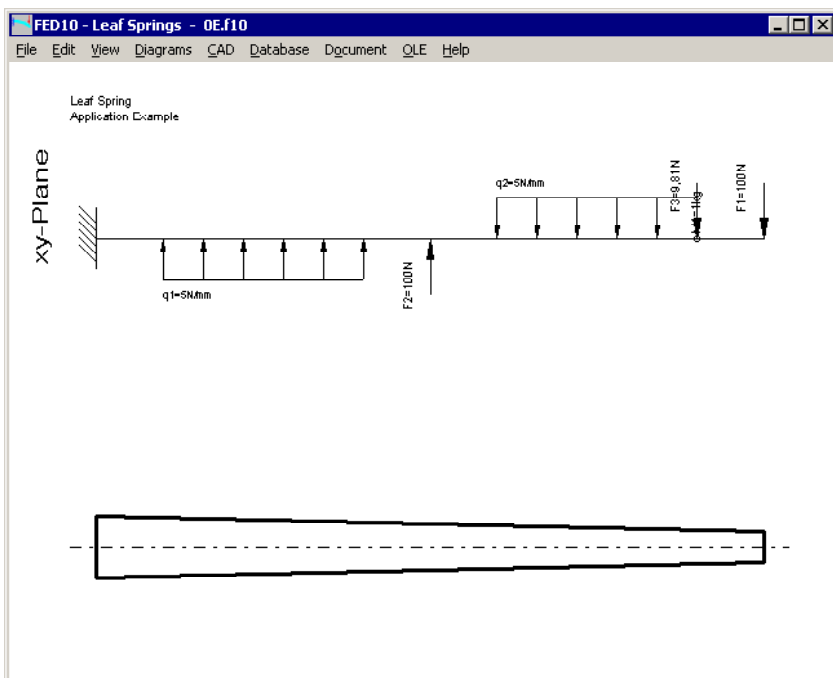 FED10 - Leaf Springs - 0E.f10
File Edit View Diagrams CAD Database Document OLE Help
Leaf Spring
Application Example
xy-Plane
q2=5N/mm
F3=9,81N
F1=100N
q1=5N/mm
F2=100N